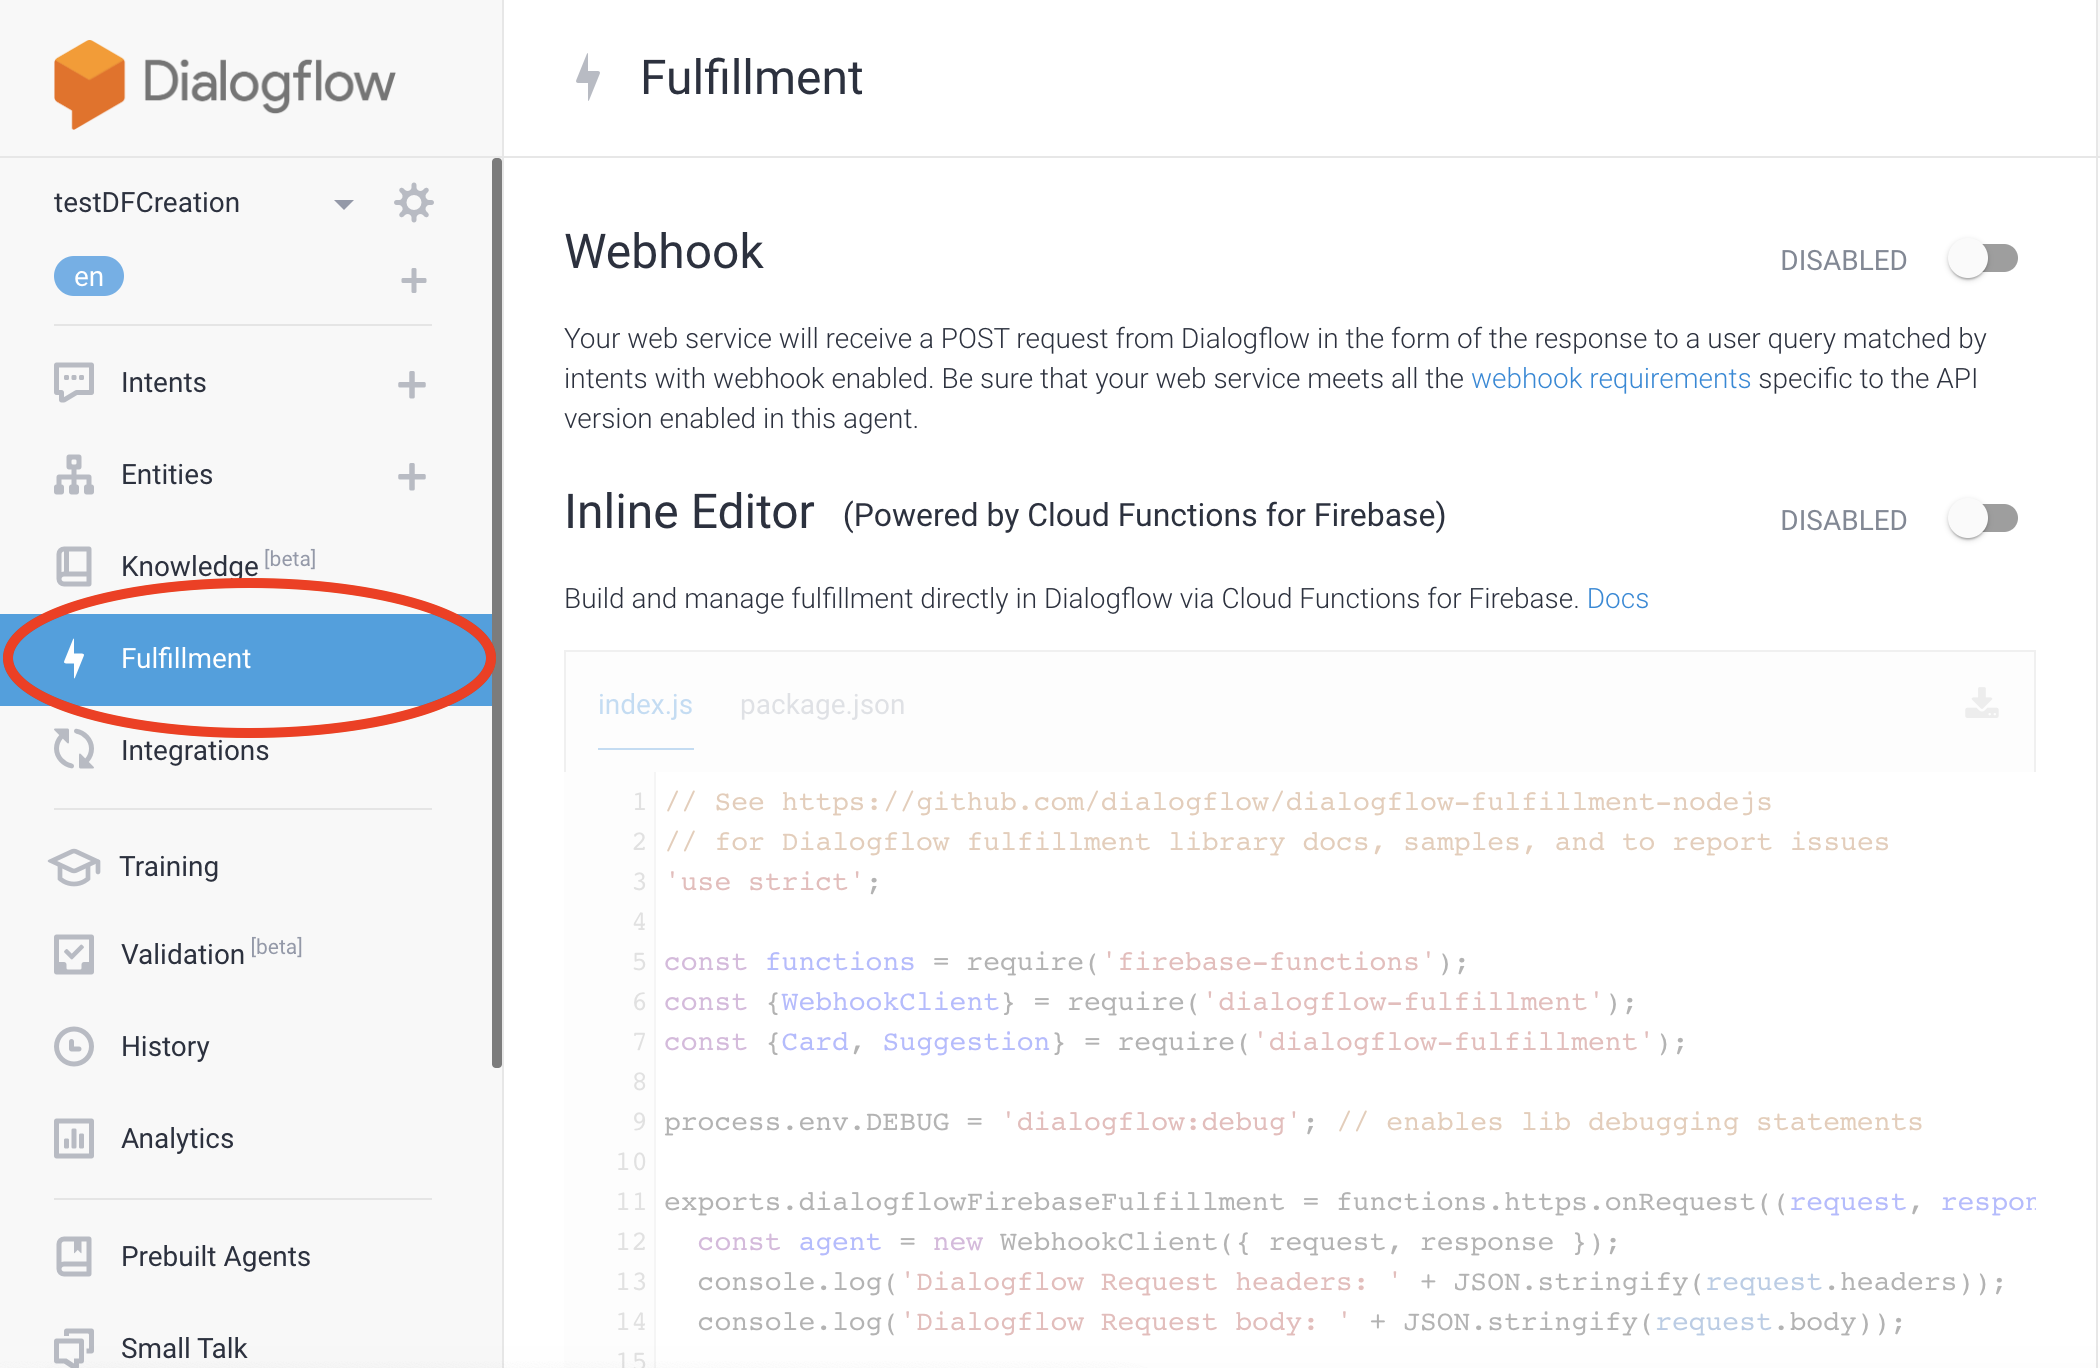 Dialogflow
testDFCreation
en
Intents
Entities
Knowledge [beta]
Fulfillment
Integrations
Training
Validation [beta]
History
Analytics
Prebuilt Agents
Small Talk
Fulfillment
Webhook
DISABLED
Your web service will receive a POST request from Dialogflow in the form of the response to a user query matched by
intents with webhook enabled. Be sure that your web service meets all the webhook requirements specific to the API
version enabled in this agent.
Inline Editor (Powered by Cloud Functions for Firebase)
DISABLED
Build and manage fulfillment directly in Dialogflow via Cloud Functions for Firebase. Docs
index.js package.json
1 // See https://github.com/dialogflow/dialogflow-fulfillment-nodejs
2 // for Dialogflow fulfillment library docs, samples, and to report issues
3 'use strict';
4
5 const functions = require('firebase-functions');
6 const {WebhookClient} = require('dialogflow-fulfillment');
7 const {Card, Suggestion} = require('dialogflow-fulfillment');
8
9 process.env.DEBUG = 'dialogflow:debug'; // enables lib debugging statements
10
11 exports.dialogflowFirebaseFulfillment = functions.https.onRequest((request, respon
12 const agent = new WebhookClient({ request, response });
13 console.log('Dialogflow Request headers: ' + JSON.stringify(request.headers));
14 console.log('Dialogflow Request body: ' + JSON.stringify(request.body));
15